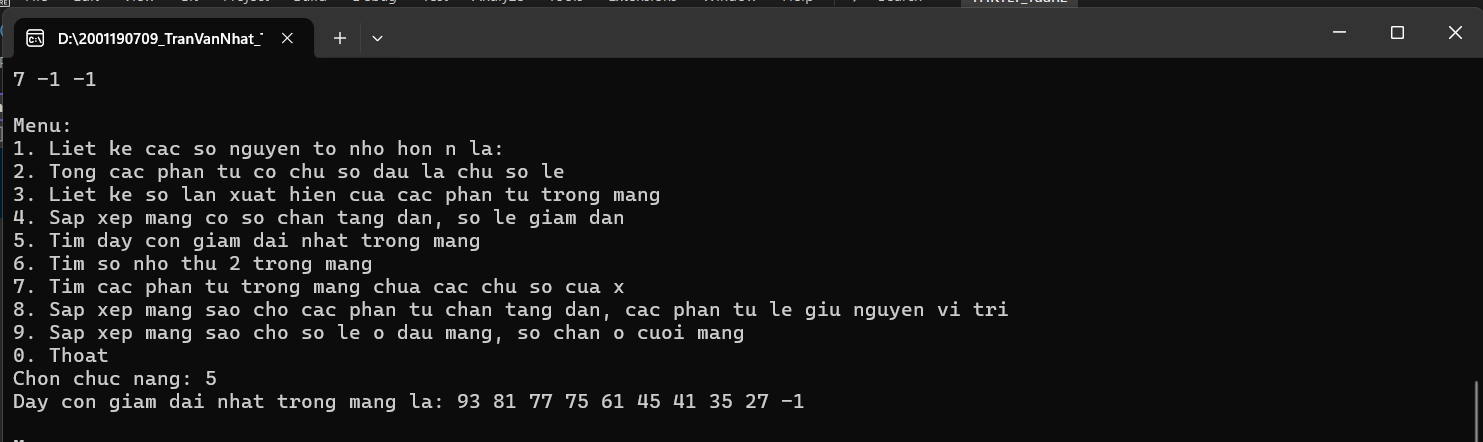 D:\2001190709_TranVanNhat_
7 -1 -1
Menu:
1. Liet ke cac so nguyen to nho hon n la:
2. Tong cac phan tu co chu so dau la chu so le
3. Liet ke so lan xuat hien cua cac phan tu trong mang
4. Sap xep mang co so chan tang dan, so le giam dan
5. Tim day con giam dai nhat trong mang
6. Tim so nho thu 2 trong mang
7. Tim cac phan tu trong mang chua cac chu so cua x
8. Sap xep mang sao cho cac phan tu chan tang dan, cac phan tu le giu nguyen vi tri
9. Sap xep mang sao cho so le o dau mang, so chan o cuoi mang
0. Thoat
Chon chuc nang: 5
Day con giam dai nhat trong mang la: 93 81 77 75 61 45 41 35 27 -1